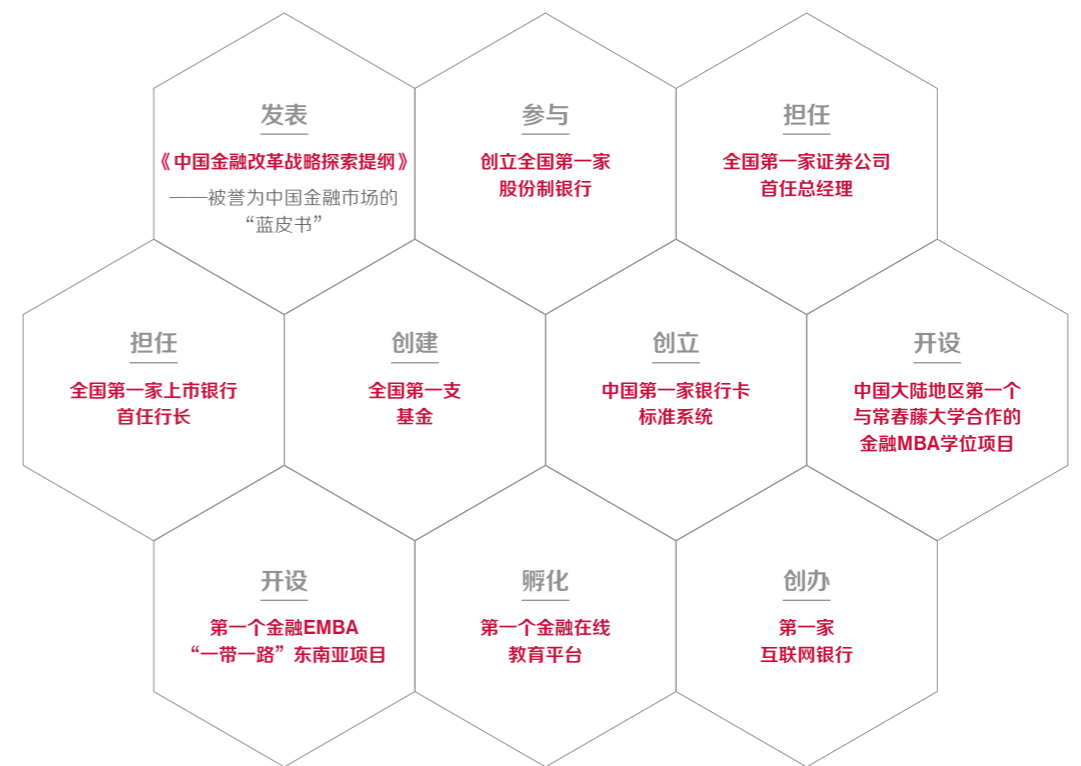 发表
《中国金融改革战略探索提纲》
——被誉为中国金融市场的
“蓝皮书”
参与
创立全国第一家
股份制银行
担任
全国第一家证券公司
首任总经理
担任
全国第一家上市银行
首任行长
创建
全国第一支
基金
创立
中国第一家银行卡
标准系统
开设
中国大陆地区第一个
与常春藤大学合作的
金融MBA学位项目
开设
第一个金融EMBA
“一带一路”东南亚项目
孵化
第一个金融在线
教育平台
创办
第一家
互联网银行